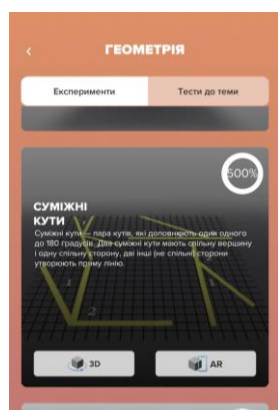 ГЕОМЕТРІЯ
Експерименти
Тести до теми
500%
СУМІЖНІ
КУТИ
Суміжні кути — пара кутів, які доповнюють один одного
до 180 градусів. Два суміжні кути мають спільну вершину
і одну спільну сторону, дві інші (не спільні) сторони
утворюють пряму лінію.
1
2
3D
AR